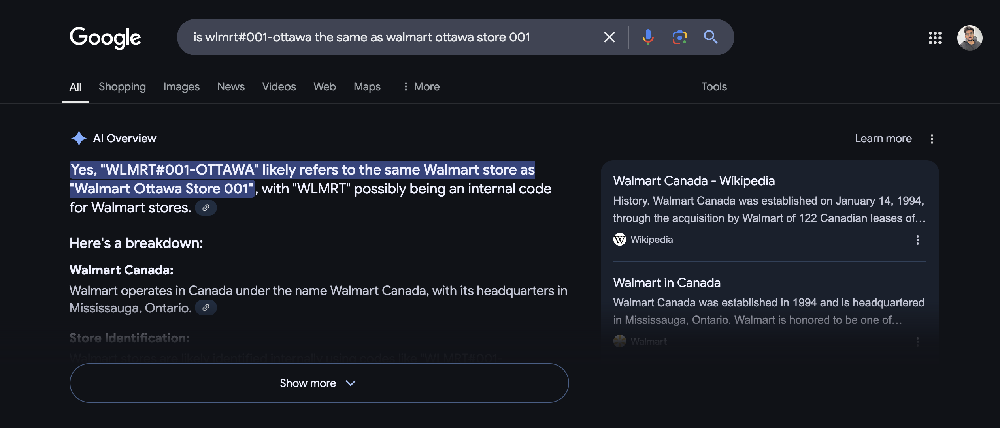 Google
is wlmrt#001-ottawa the same as walmart ottawa store 001
All Shopping Images News Videos Web Maps More Tools
AI Overview
Learn more
Yes, "WLMRT#001-OTTAWA" likely refers to the same Walmart store as
"Walmart Ottawa Store 001", with "WLMRT" possibly being an internal code
for Walmart stores.
Here's a breakdown:
Walmart Canada:
Walmart operates in Canada under the name Walmart Canada, with its headquarters in
Mississauga, Ontario.
Store Identification:
Walmart stores are likely identified internally using codes like "WLMRT#001-
Show more
Walmart Canada - Wikipedia
History. Walmart Canada was established on January 14, 1994,
through the acquisition by Walmart of 122 Canadian leases of...
W Wikipedia
Walmart in Canada
Walmart Canada was established in 1994 and is headquartered
in Mississauga, Ontario. Walmart is honored to be one of...
Walmart